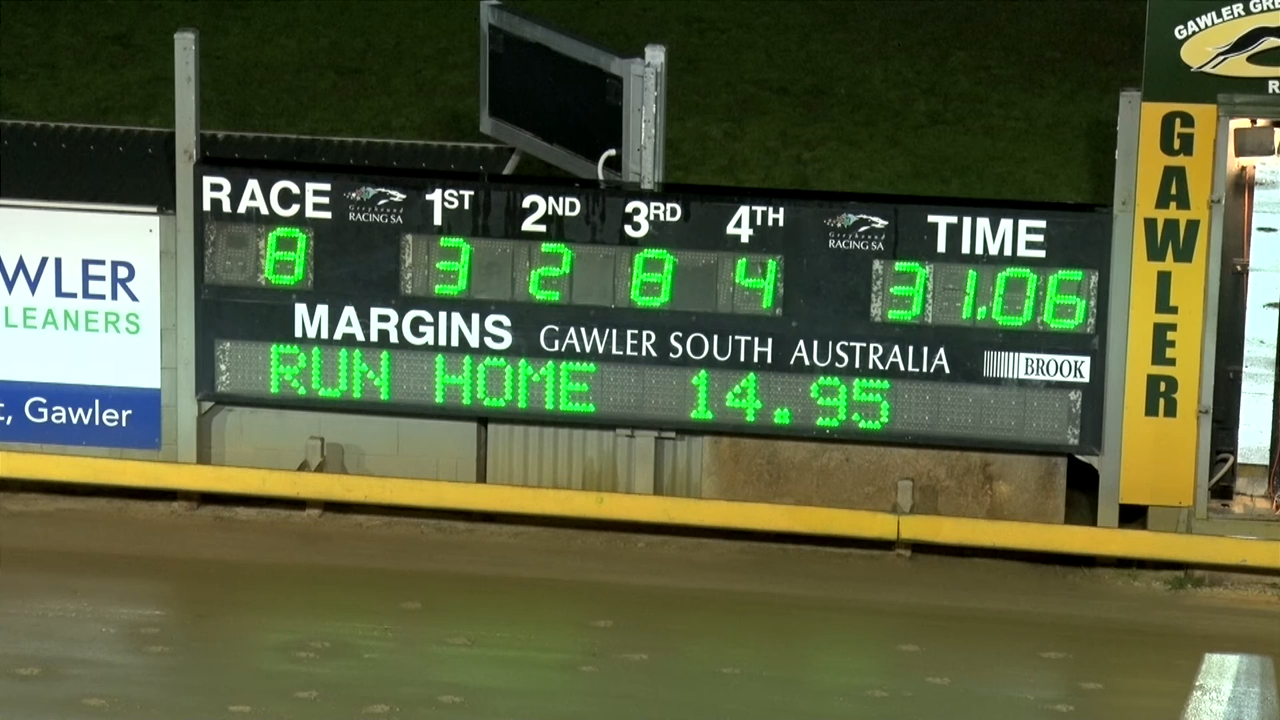 GAWLER GRE
R
GAWLER
RACE 1ST 2ND 3RD 4TH TIME
Greyhound RACING SA
Greyhound RACING SA
8 3 2 8 4 31.06
MARGINS GAWLER SOUTH AUSTRALIA BROOK
RUN HOME 14.95
WLER
LEANERS
t, Gawler